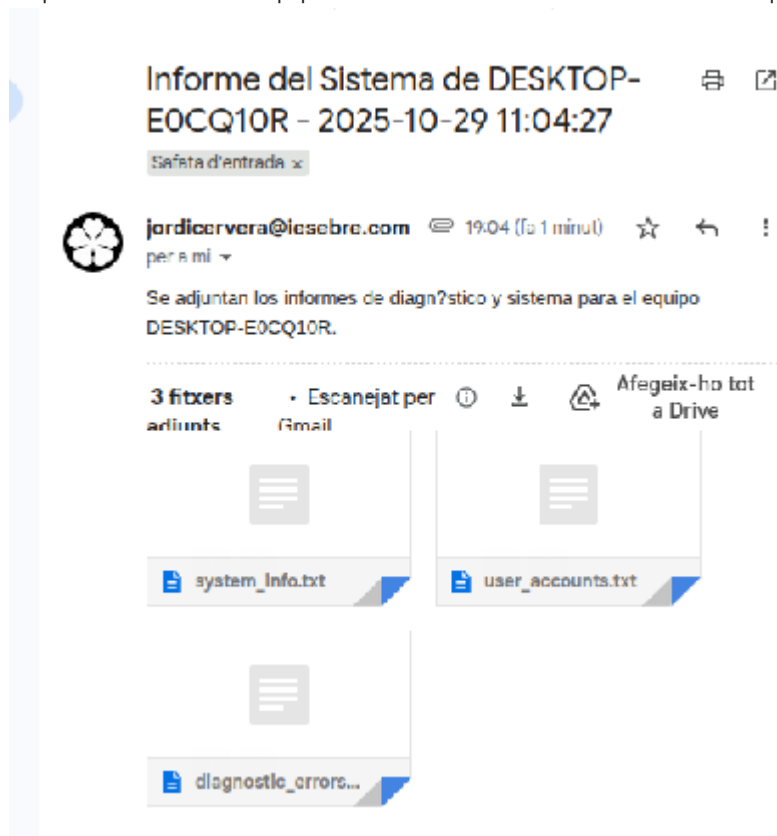 Informe del Sistema de DESKTOP-
E0CQ10R - 2025-10-29 11:04:27
Safata d'entrada ×
jordicervera@iesebre.com 19:04 (fa 1 minut)
per a mi
Se adjuntan los informes de diagn?stico y sistema para el equipo
DESKTOP-E0CQ10R.
3 fitxers adjunts • Escanejat per Gmail
Afegeix-ho tot
a Drive
system_info.txt
user_accounts.txt
diagnostic_errors...